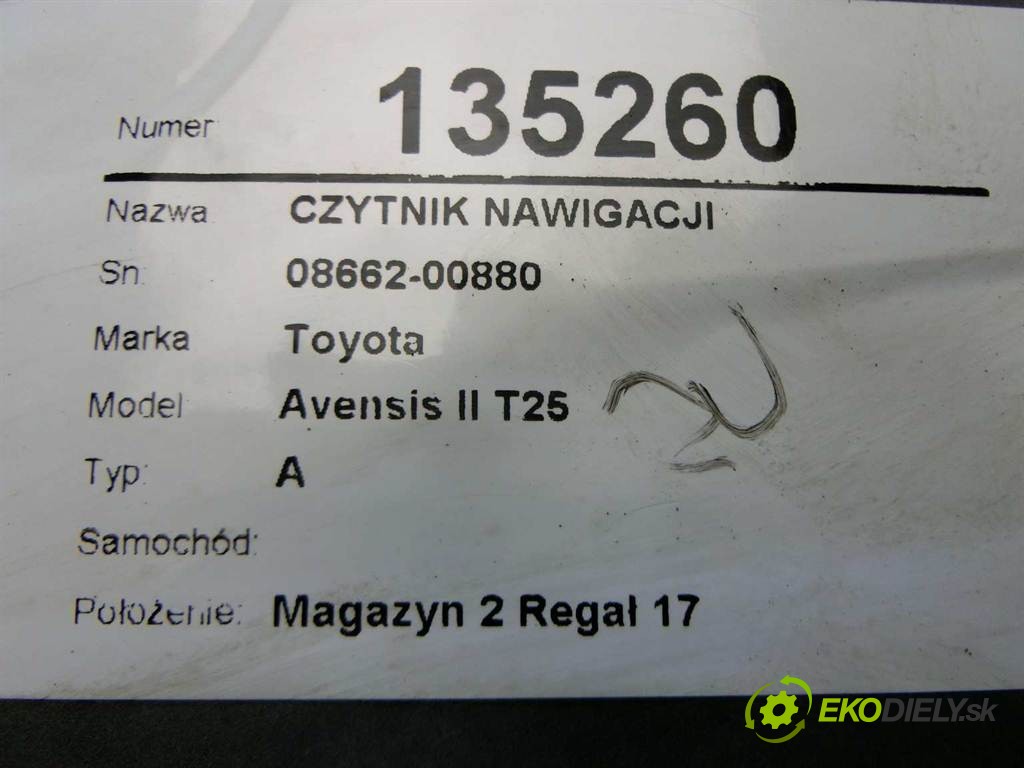 Numer: 135260
Nazwa: CZYTNIK NAWIGACJI
Sn: 08662-00880
Marka Toyota
Model: Avensis II T25
Typ: A
Samochód:
Położenie: Magazyn 2 Regał 17
EKODIELY.sk